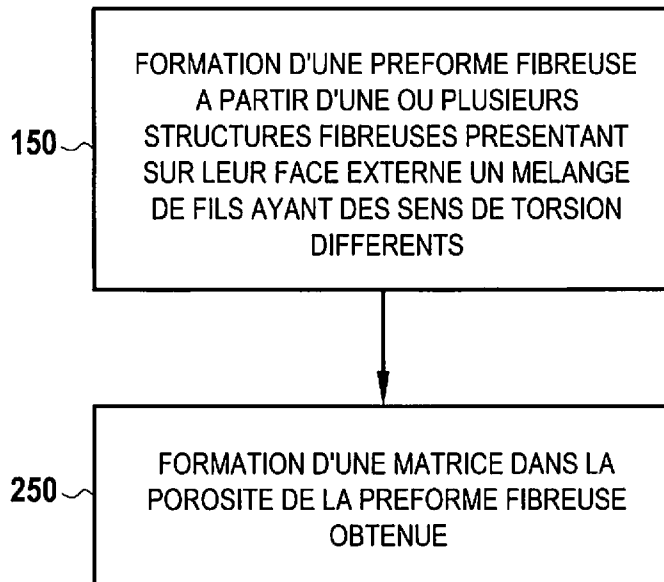 FORMATION D'UNE PREFORME FIBREUSE
A PARTIR D'UNE OU PLUSIEURS
STRUCTURES FIBREUSES PRESENTANT
150
SUR LEUR FACE EXTERNE UN MELANGE
DE FILS AYANT DES SENS DE TORSION
DIFFERENTS
FORMATION D'UNE MATRICE DANS LA
250
POROSITE DE LA PREFORME FIBREUSE
OBTENUE